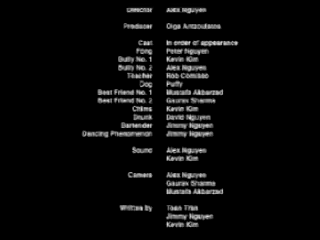 Director Alex Nguyen
Producer Olga Antzoulatos
Cast In order of appearance
Fong Peter Nguyen
Bully No. 1 Kevin Kim
Bully No. 2 Alex Nguyen
Teacher Rob
Dog Puffy
Best Friend No. 1 Mustafa Akbarzad
Best Friend No. 2 Gaurav Sharma
Chims Kevin Kim
Drunk David Nguyen
Bartender Jimmy Nguyen
Dancing Phenomenon Jimmy Nguyen
Sound Alex Nguyen
Kevin Kim
Camera Alex Nguyen
Gaurav Sharma
Mustafa Akbarzad
Written by Toan Tran
Jimmy Nguyen
Kevin Kim